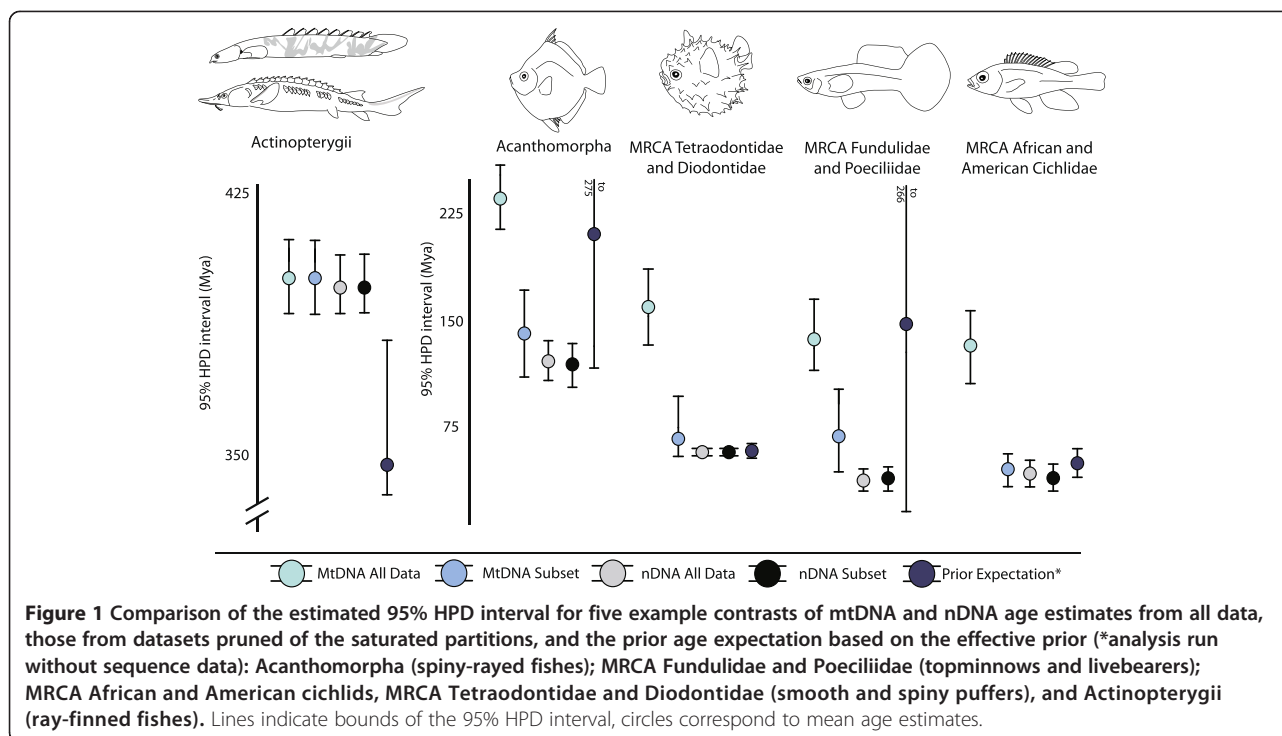 Actinopterygii
Acanthomorpha
MRCA Tetraodontidae
and Diodontidae
MRCA Fundulidae
and Poeciliidae
MRCA African and
American Cichlidae
425
350
95% HPD interval (Mya)
225
150
75
95% HPD interval (Mya)
to
275
to
266
MtDNA All Data
MtDNA Subset
nDNA All Data
nDNA Subset
Prior Expectation*
Figure 1 Comparison of the estimated 95% HPD interval for five example contrasts of mtDNA and nDNA age estimates from all data,
those from datasets pruned of the saturated partitions, and the prior age expectation based on the effective prior (*analysis run
without sequence data): Acanthomorpha (spiny-rayed fishes); MRCA Fundulidae and Poeciliidae (topminnows and livebearers);
MRCA African and American cichlids, MRCA Tetraodontidae and Diodontidae (smooth and spiny puffers), and Actinopterygii
(ray-finned fishes). Lines indicate bounds of the 95% HPD interval, circles correspond to mean age estimates.